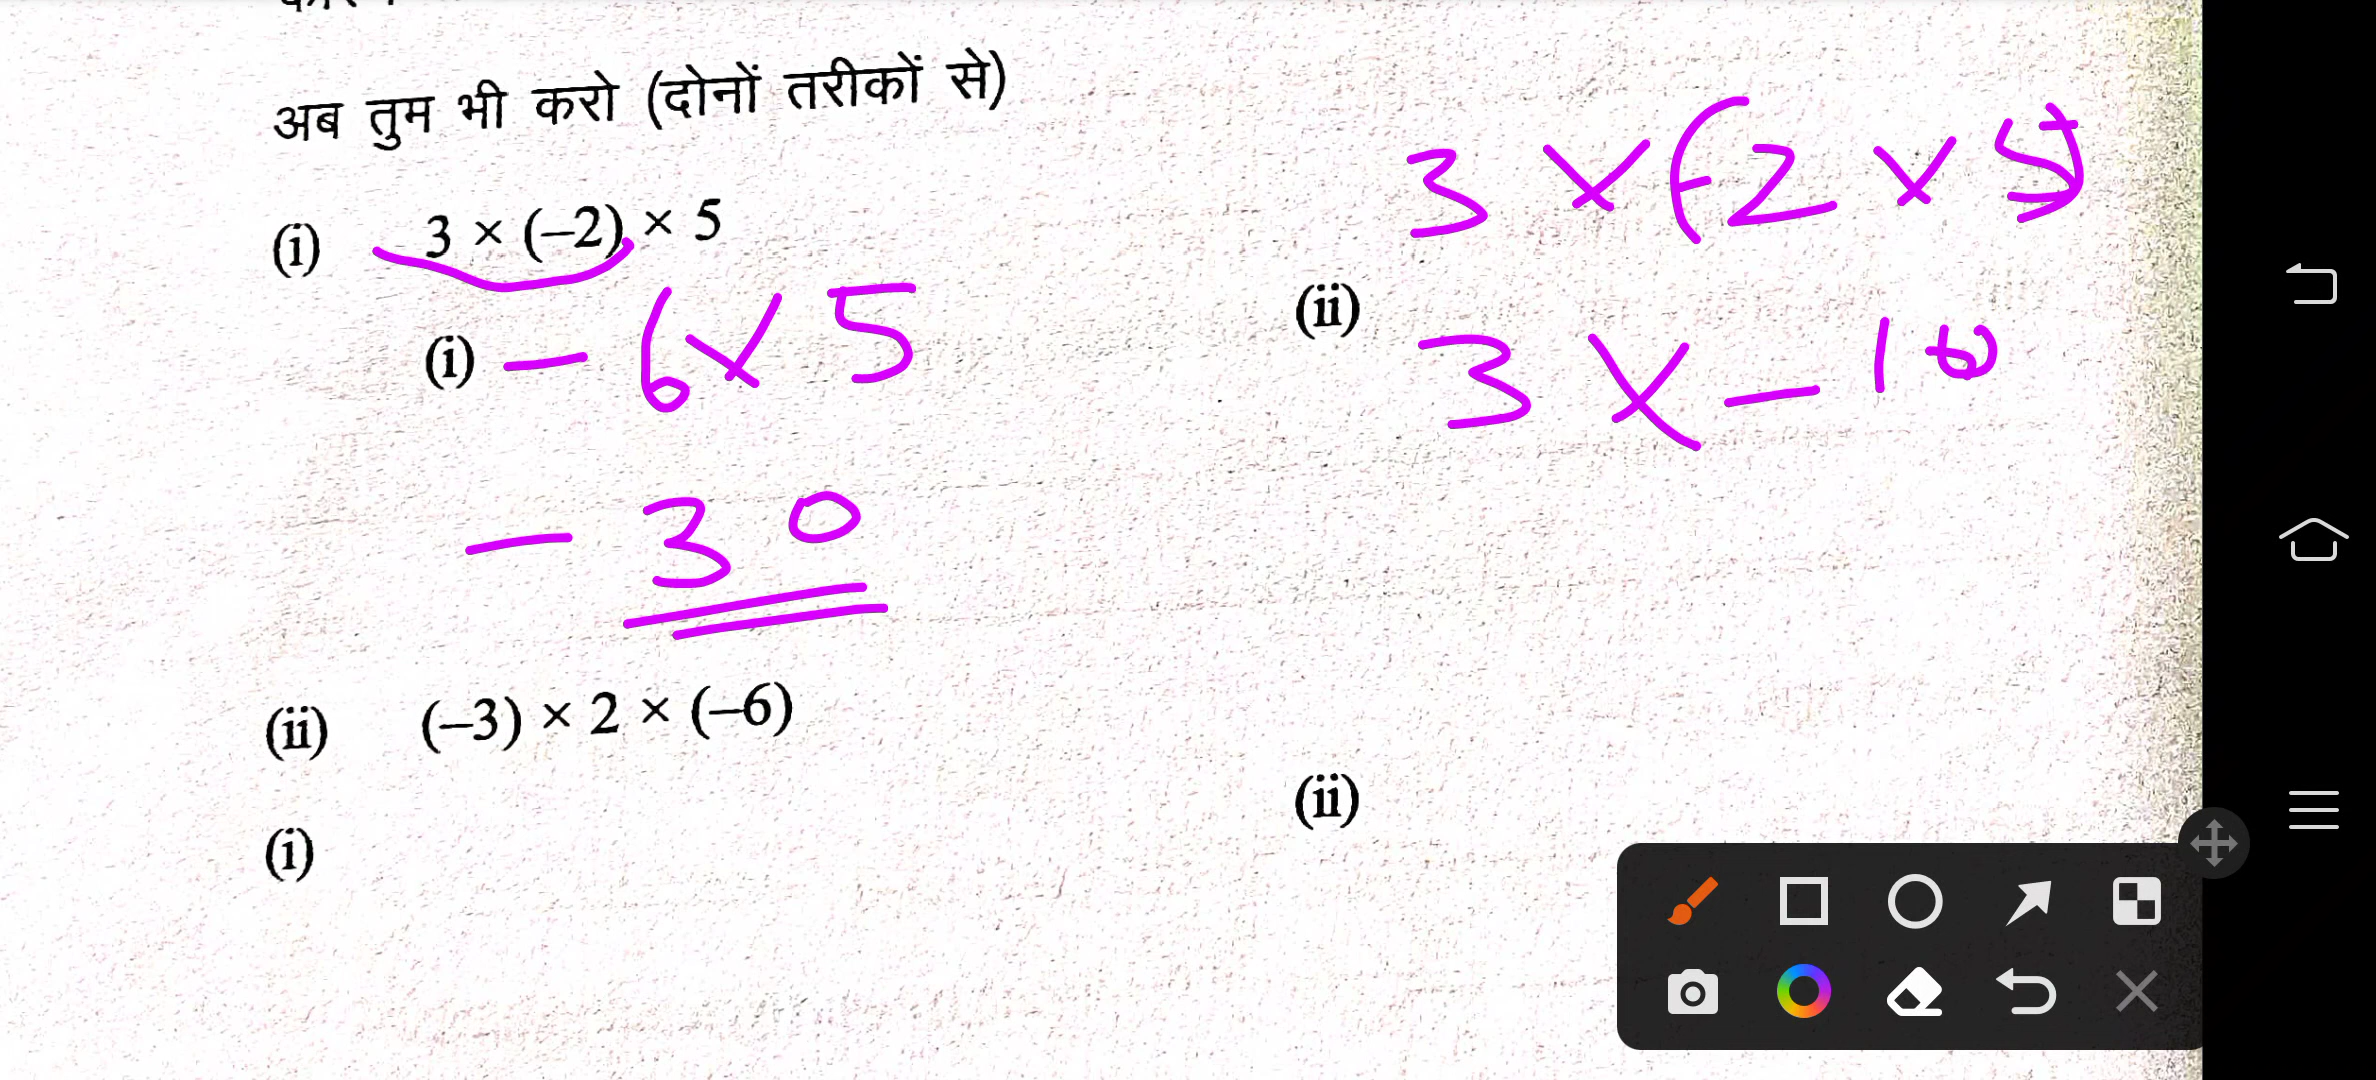 अब तुम भी करो (दोनों तरीकों से)
(i) 3 × (–2) × 5
3 × (-2 × 5)
(i) – 6 × 5
(ii) 3 × – 10
– 30
(ii) (–3) × 2 × (–6)
(i)
(ii)